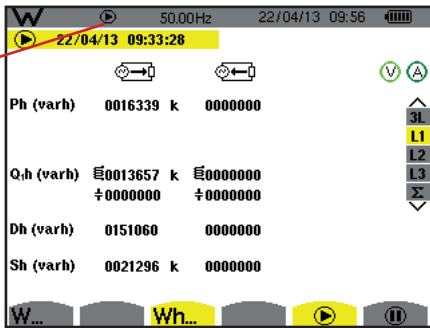 W 50.00Hz 22/04/13 09:56
22/04/13 09:33:28
V A
Ph (varh) 0016339 k 0000000
3L
L1
L2
Q₁h (varh) 0013657 k 0000000
L3
÷0000000 ÷0000000
Σ
Dh (varh) 0151060 0000000
Sh (varh) 0021296 k 0000000
W... Wh...